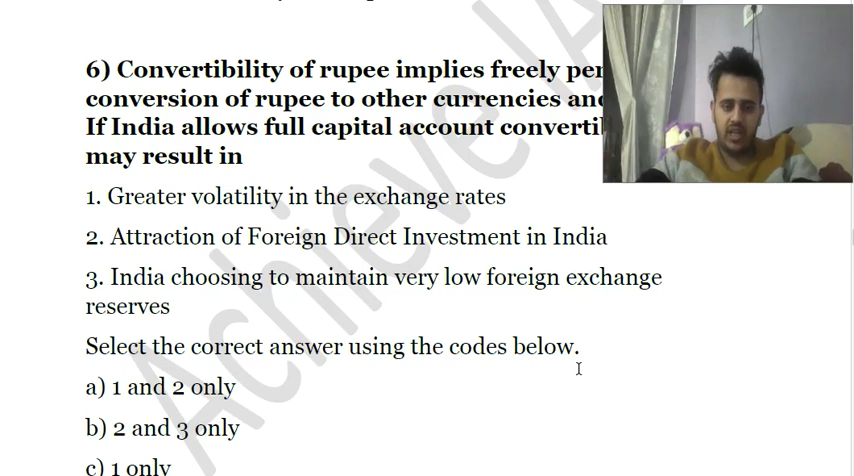 6) Convertibility of rupee implies freely
conversion of rupee to other currencies
If India allows full capital account
may result in
1. Greater volatility in the exchange rates
2. Attraction of Foreign Direct Investment in India
3. India choosing to maintain very low foreign exchange
reserves
Select the correct answer using the codes below.
a) 1 and 2 only
b) 2 and 3 only
c) 1 only
Achieve